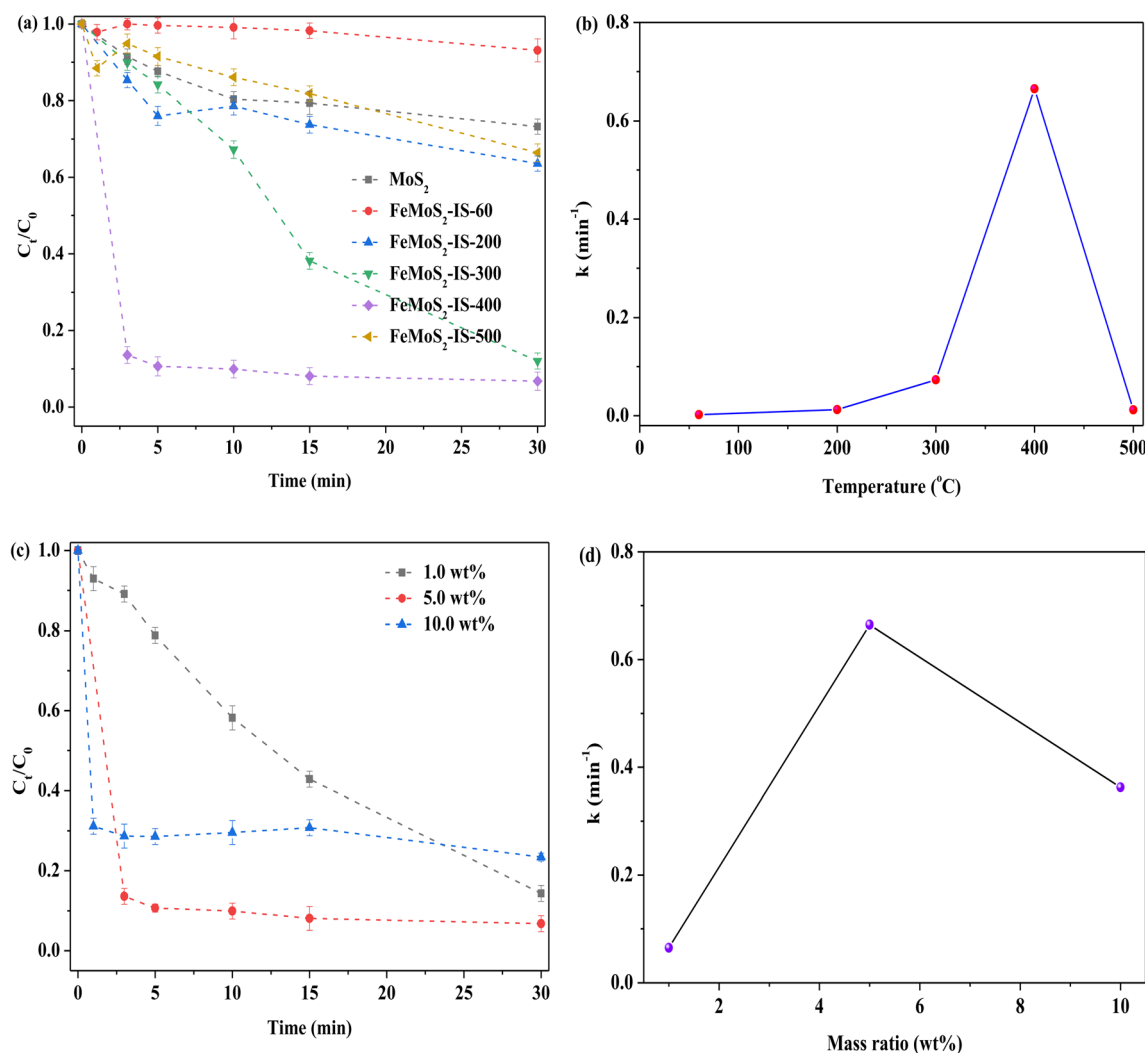 (a)
1.0
0.8
0.6
0.4
0.2
0.0
C_t/C_0
0
5
10
15
20
25
30
Time (min)
MoS₂
FeMoS₂-IS-60
FeMoS₂-IS-200
FeMoS₂-IS-300
FeMoS₂-IS-400
FeMoS₂-IS-500
(b)
0.8
0.6
0.4
0.2
0.0
k (min⁻¹)
0
100
200
300
400
500
Temperature (°C)
(c)
1.0
0.8
0.6
0.4
0.2
0.0
C_t/C_0
0
5
10
15
20
25
30
Time (min)
1.0 wt%
5.0 wt%
10.0 wt%
(d)
0.8
0.6
0.4
0.2
0.0
k (min⁻¹)
2
4
6
8
10
Mass ratio (wt%)